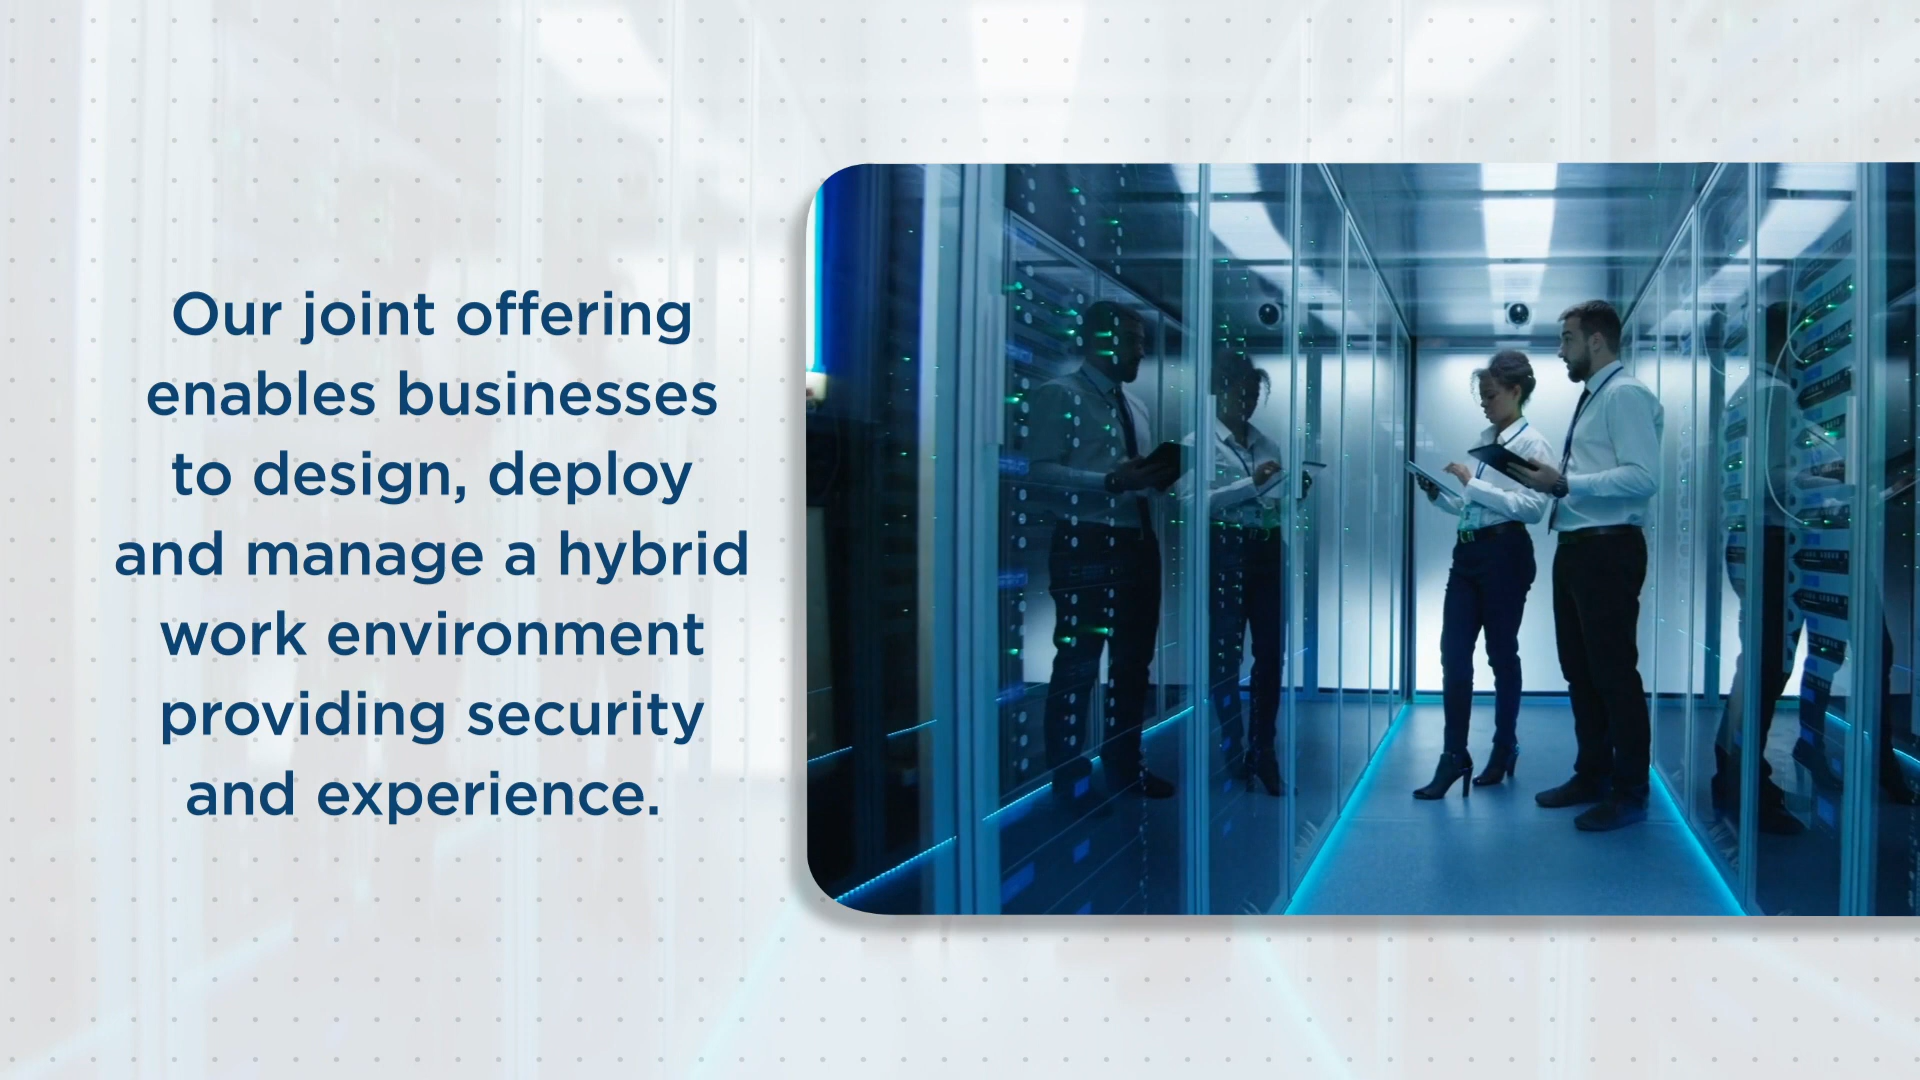 Our joint offering
enables businesses
to design, deploy
and manage a hybrid
work environment
providing security
and experience.